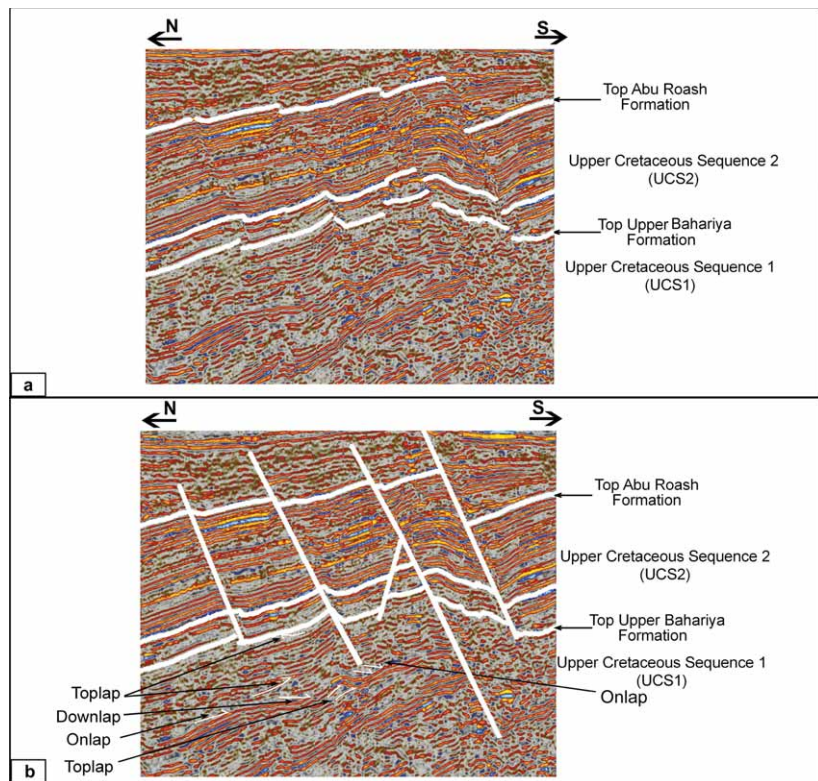 N
S
Top Abu Roash
Formation
Upper Cretaceous Sequence 2
(UCS2)
Top Upper Bahariya
Formation
Upper Cretaceous Sequence 1
(UCS1)
a
N
S
Top Abu Roash
Formation
Upper Cretaceous Sequence 2
(UCS2)
Top Upper Bahariya
Formation
Upper Cretaceous Sequence 1
(UCS1)
Onlap
Toplap
Downlap
Onlap
Toplap
b